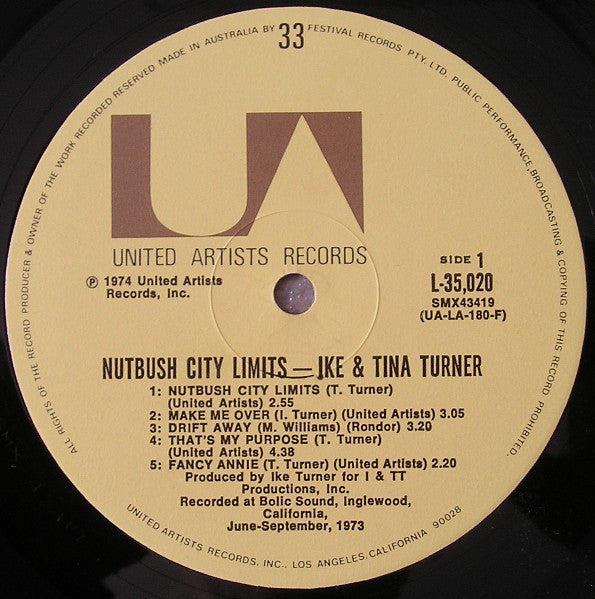 ALL RIGHTS OF THE RECORD PRODUCER & OWNER OF THE WORK RECORDED RESERVED MADE IN AUSTRALIA BY FESTIVAL RECORDS PTY. LTD. PUBLIC PERFORMANCE, BROADCASTING & COPYING OF THIS RECORD PROHIBITED.
33
UA
UNITED ARTISTS RECORDS
℗ 1974 United Artists
Records, Inc.
SIDE 1
L-35,020
SMX43419
(UA-LA-180-F)
NUTBUSH CITY LIMITS — IKE & TINA TURNER
1: NUTBUSH CITY LIMITS (T. Turner)
(United Artists) 2.55
2: MAKE ME OVER (I. Turner) (United Artists) 3.05
3: DRIFT AWAY (M. Williams) (Rondor) 3.20
4: THAT'S MY PURPOSE (T. Turner)
(United Artists) 4.38
5: FANCY ANNIE (T. Turner) (United Artists) 2.20
Produced by Ike Turner for I & TT
Productions, Inc.
Recorded at Bolic Sound, Inglewood,
California,
June-September, 1973
UNITED ARTISTS RECORDS, INC., LOS ANGELES, CALIFORNIA 90028